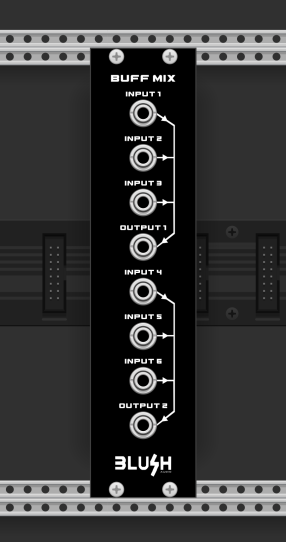 BUFF MIX
INPUT 1
INPUT 2
INPUT 3
OUTPUT 1
INPUT 4
INPUT 5
INPUT 6
OUTPUT 2
BLUSH